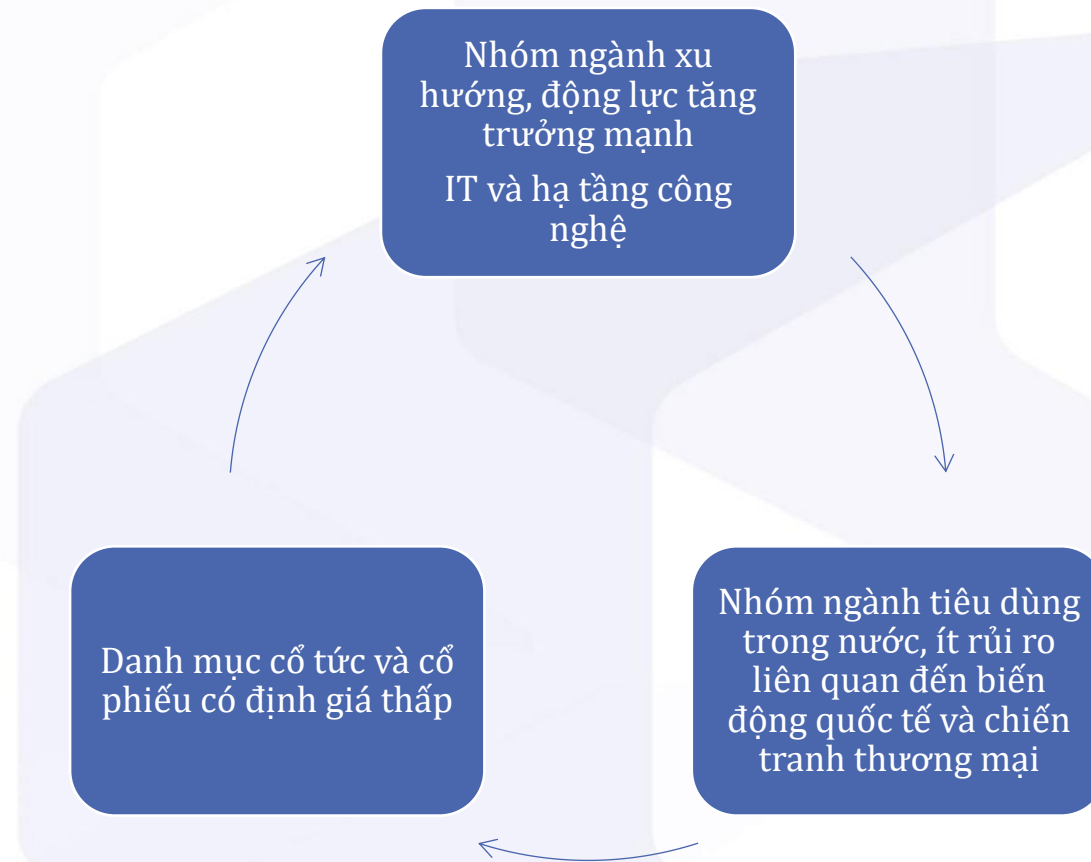 Nhóm ngành xu
hướng, động lực tăng
trưởng mạnh
IT và hạ tầng công
nghệ
Nhóm ngành tiêu dùng
trong nước, ít rủi ro
liên quan đến biến
động quốc tế và chiến
tranh thương mại
Danh mục cổ tức và cổ
phiếu có định giá thấp